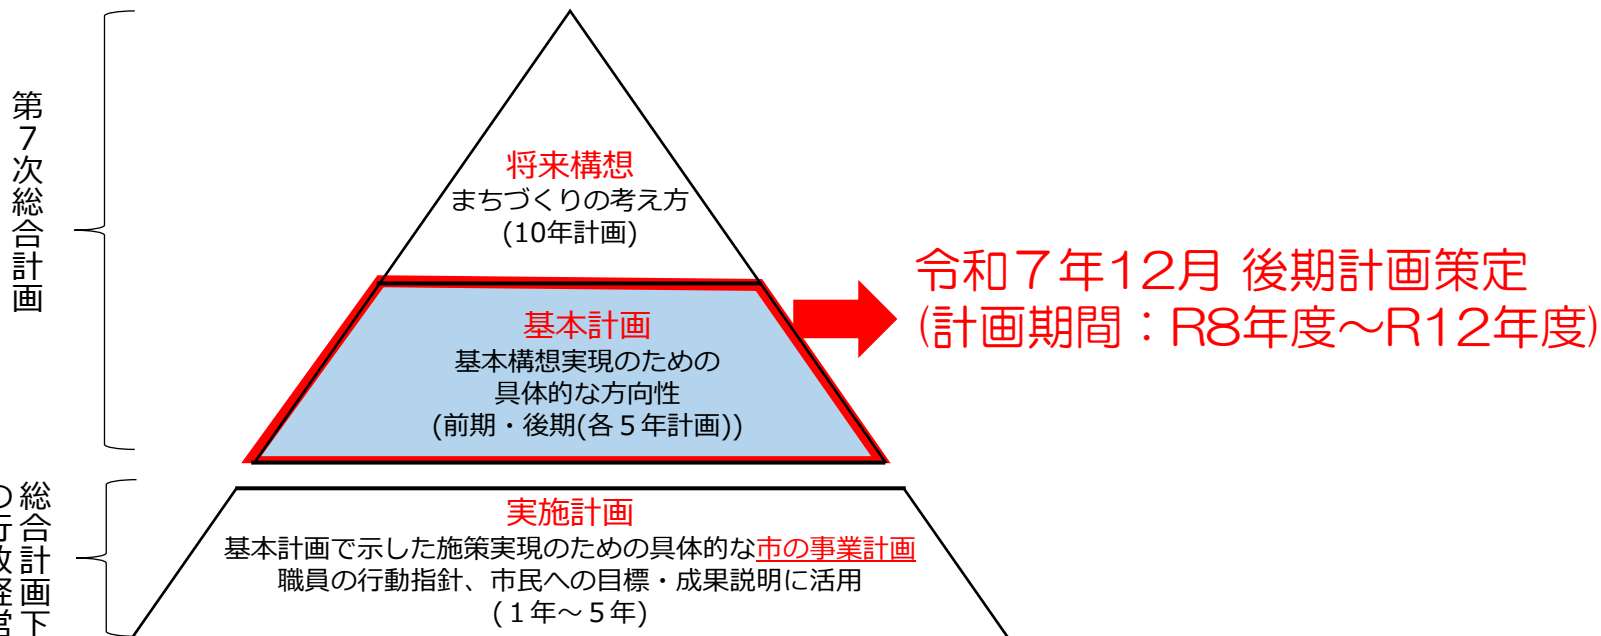 第７次総合計画
将来構想
まちづくりの考え方
(10年計画)
令和７年12月 後期計画策定
(計画期間：R8年度～R12年度)
基本計画
基本構想実現のための
具体的な方向性
(前期・後期(各５年計画))
総合計画下
の行政経営
実施計画
基本計画で示した施策実現のための具体的な市の事業計画
職員の行動指針、市民への目標・成果説明に活用
(１年～５年)